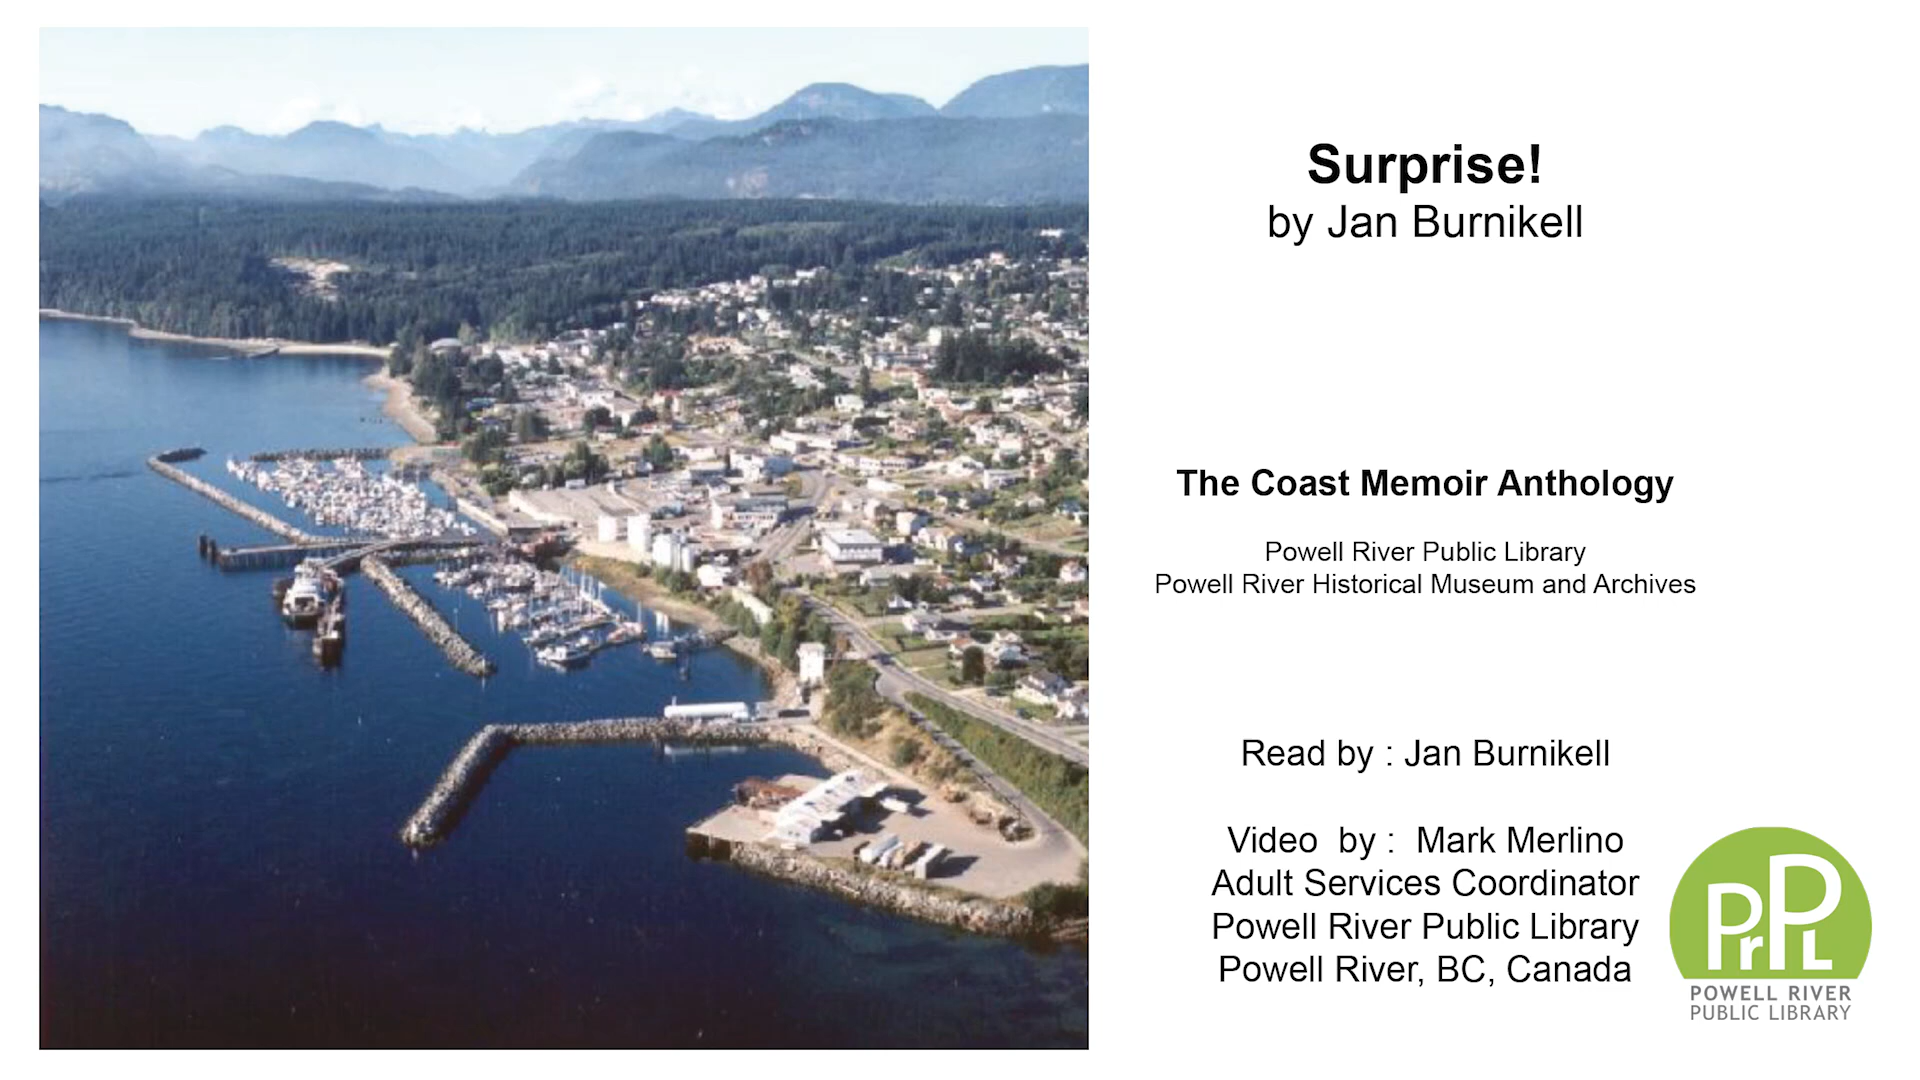 Surprise!
by Jan Burnikell
The Coast Memoir Anthology
Powell River Public Library
Powell River Historical Museum and Archives
Read by : Jan Burnikell
Video by : Mark Merlino
Adult Services Coordinator
Powell River Public Library
Powell River, BC, Canada
PrPL
POWELL RIVER
PUBLIC LIBRARY